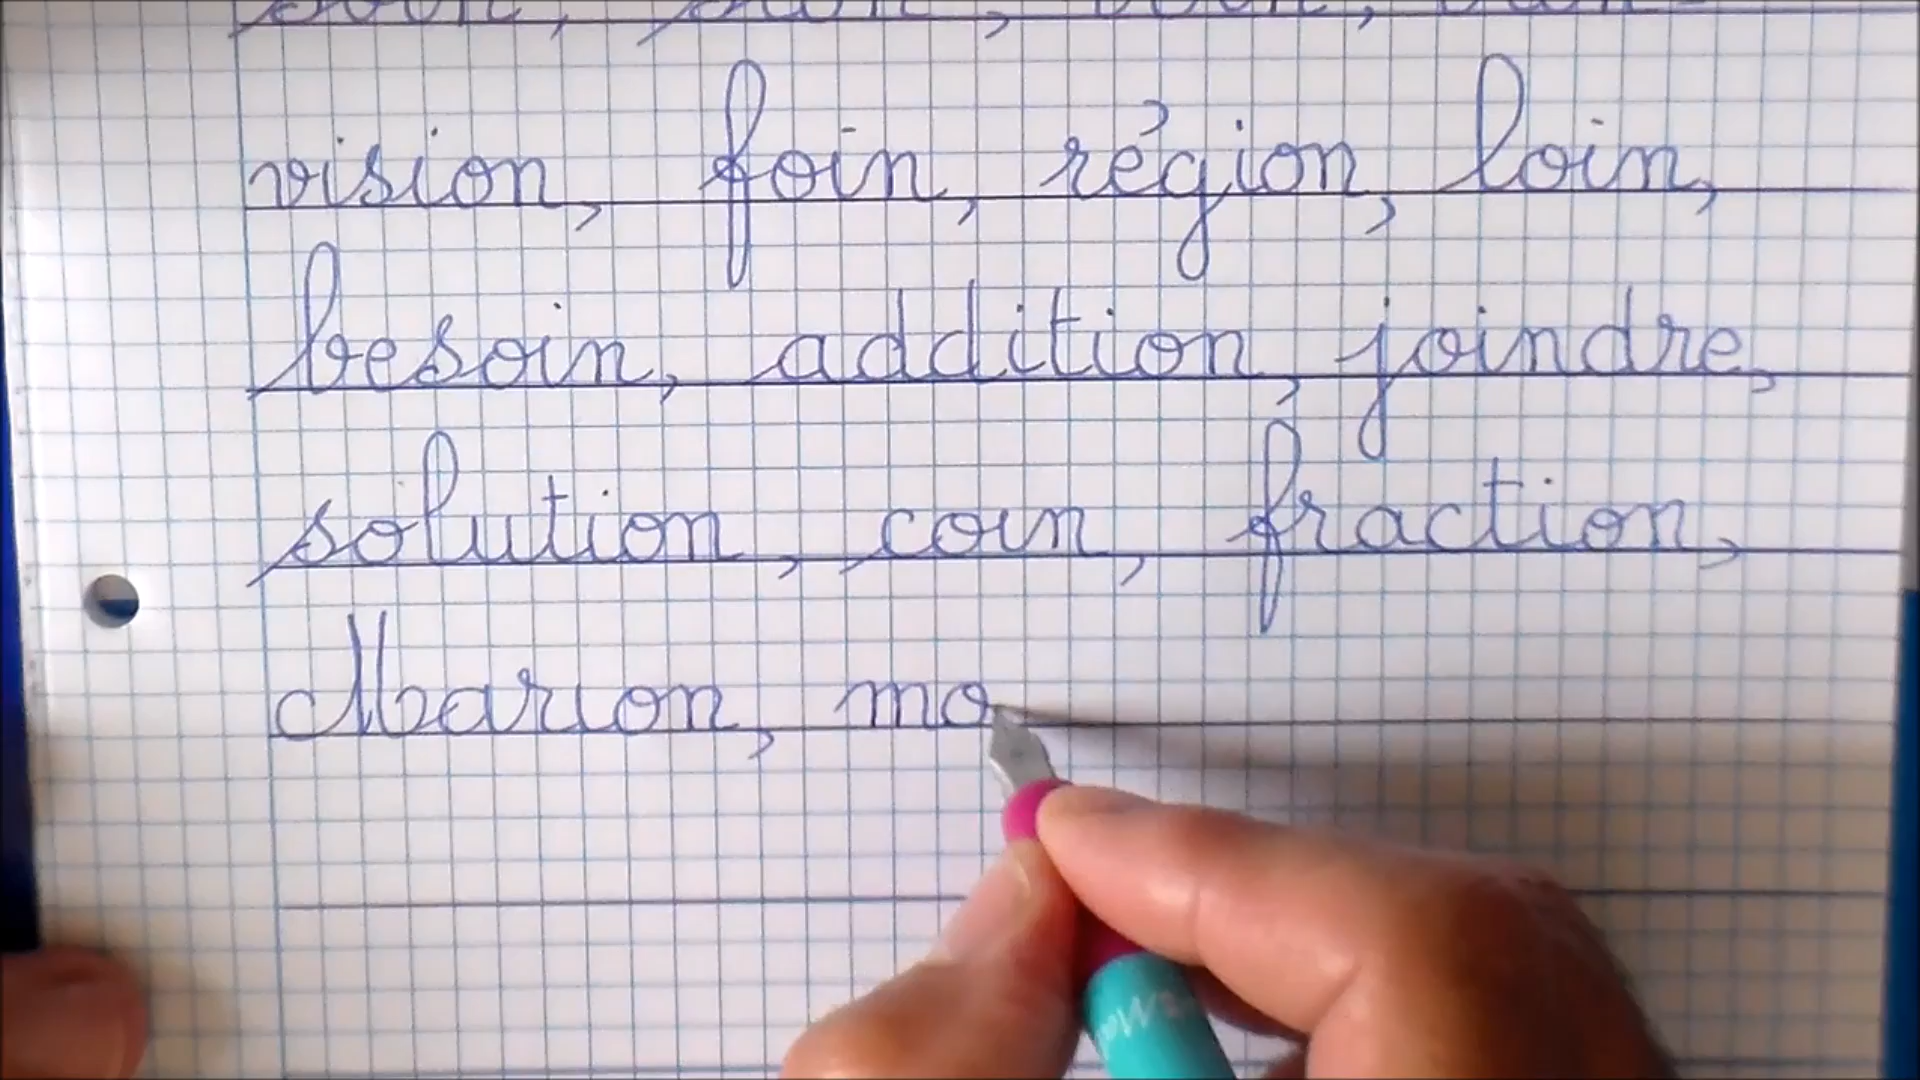 vision, foin, région, loin,
besoin, addition, joindre,
solution, coin, fraction,
Marion, mo